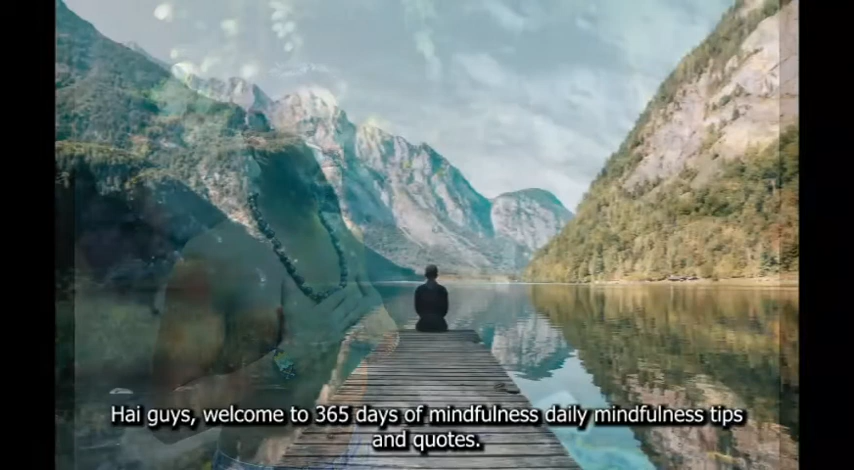 Hai guys, welcome to 365 days of mindfulness daily mindfulness tips
and quotes.